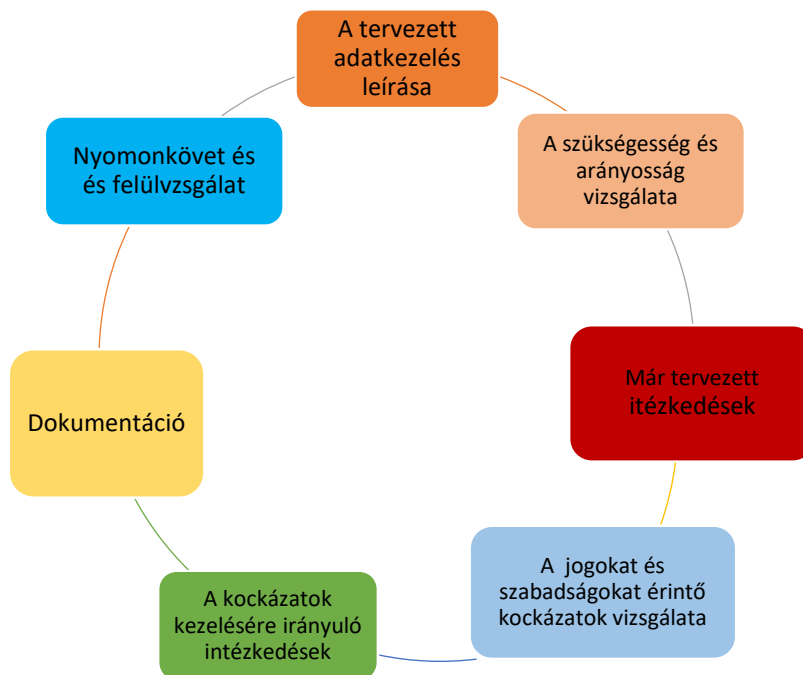 A tervezett
adatkezelés
leírása
A szükségesség és
arányosság
vizsgálata
Már tervezett
itézkedések
A jogokat és
szabadságokat érintő
kockázatok vizsgálata
A kockázatok
kezelésére irányuló
intézkedések
Dokumentáció
Nyomonkövet és
és felülvzsgálat